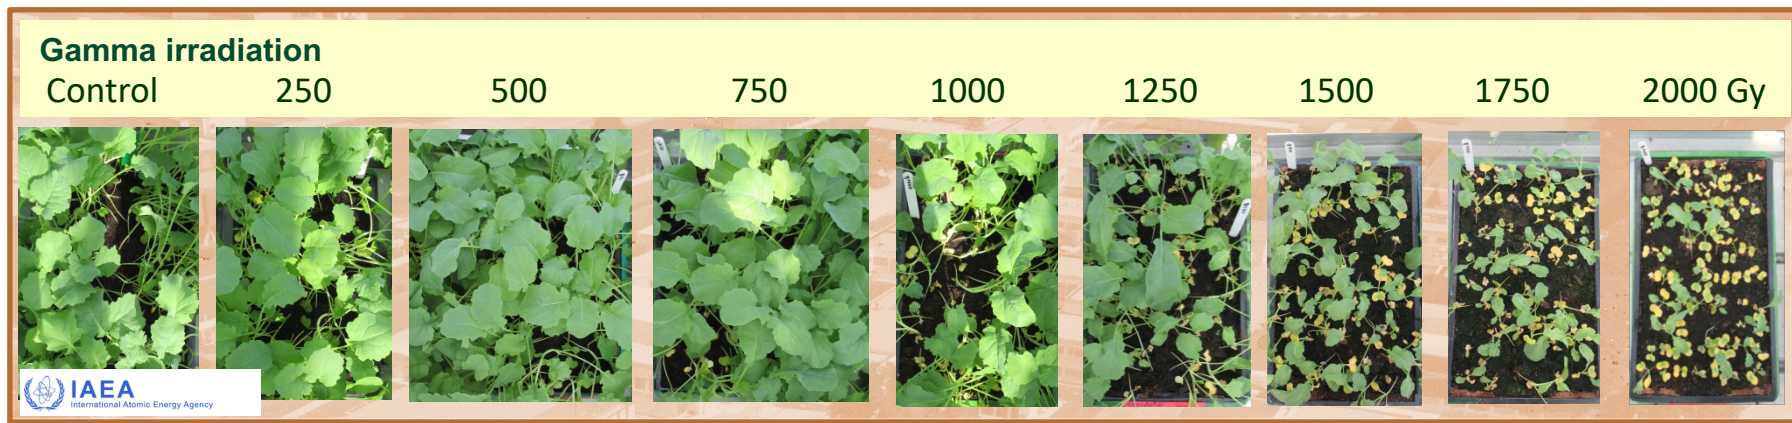 Gamma irradiation
Control 250 500 750 1000 1250 1500 1750 2000 Gy
IAEA
International Atomic Energy Agency